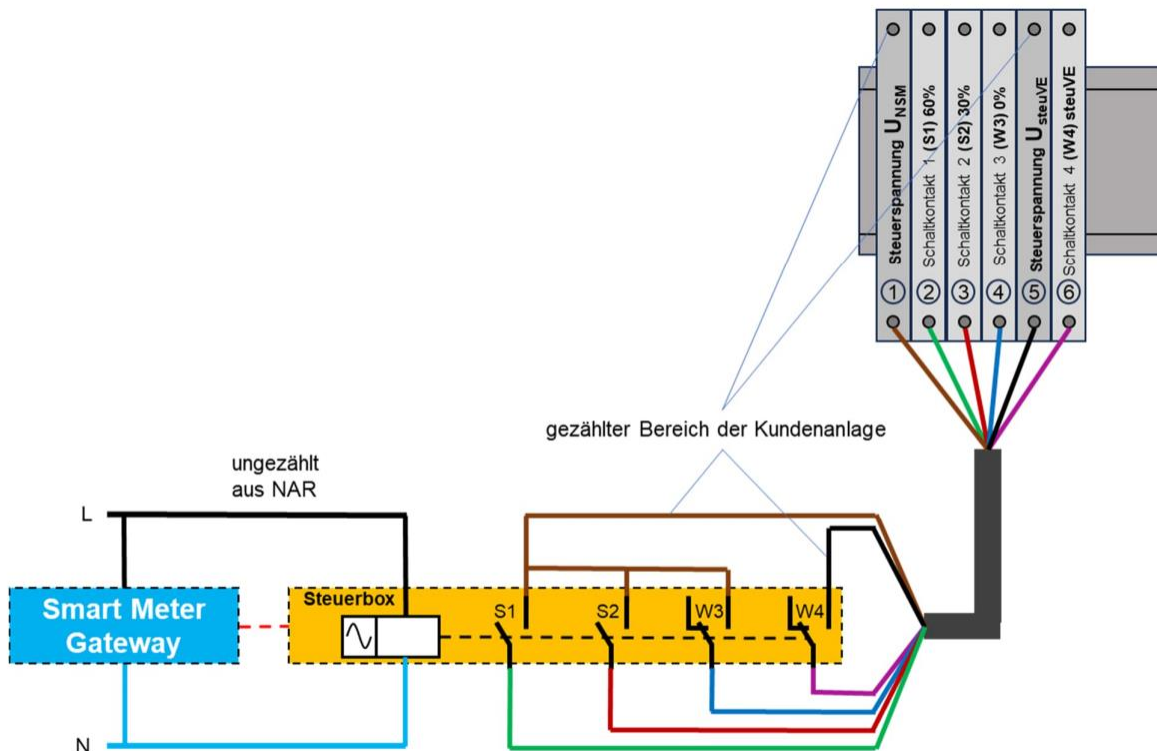 Steuerspannung U_NSM
Schaltkontakt 1 (S1) 60%
Schaltkontakt 2 (S2) 30%
Schaltkontakt 3 (W3) 0%
Steuerspannung U_steuVE
Schaltkontakt 4 (W4) steuVE
1
2
3
4
5
6
gezählter Bereich der Kundenanlage
ungezählt
aus NAR
L
Smart Meter
Gateway
Steuerbox
S1
S2
W3
W4
N